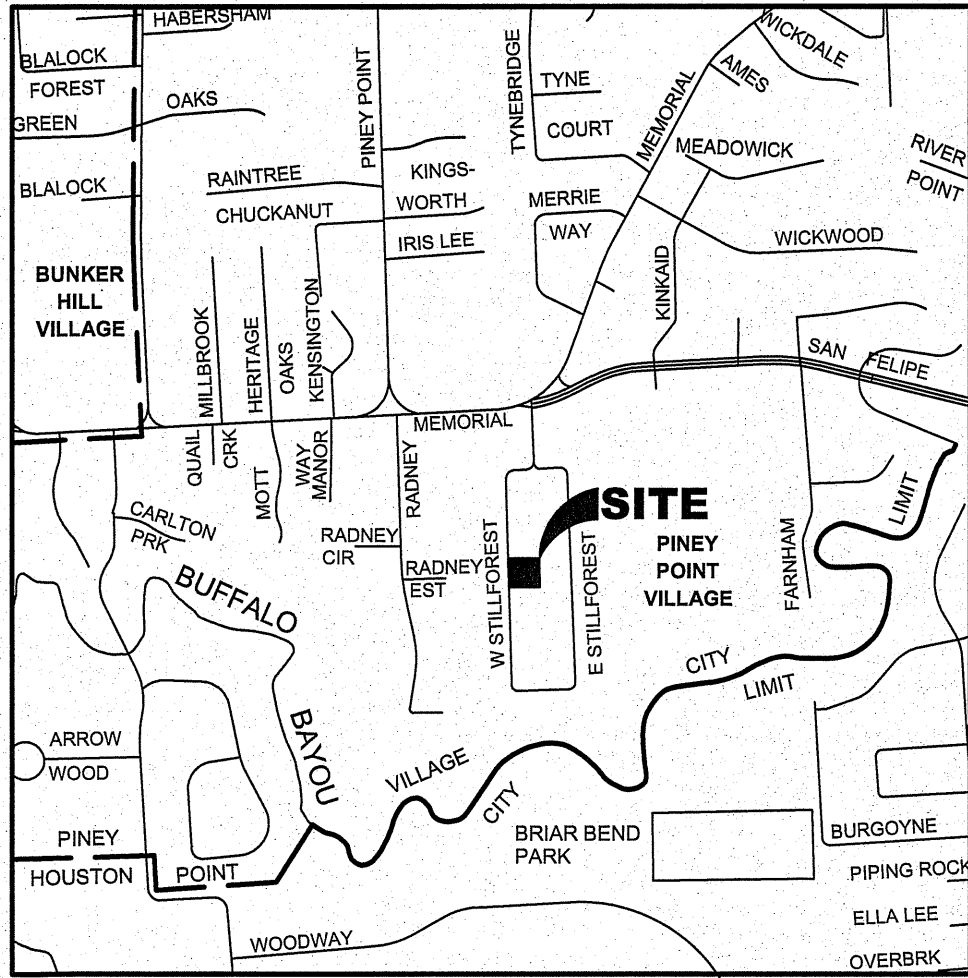 HABERSHAM
BLALOCK
FOREST
GREEN
OAKS
BLALOCK
BUNKER
HILL
VILLAGE
RAINTREE
CHUCKANUT
PINEY POINT
KINGS-
WORTH
IRIS LEE
TYNEBRIDGE
TYNE
COURT
MERRIE
WAY
MEMORIAL
WICKDALE
AMES
MEADOWICK
RIVER
POINT
WICKWOOD
KINKAID
SAN FELIPE
MILLBROOK
HERITAGE
OAKS
KENSINGTON
MEMORIAL
QUAIL
CRK
MOTT
WAY
MANOR
RADNEY
CARLTON
PRK
RADNEY
CIR
RADNEY
EST
BUFFALO
BAYOU
W STILLFOREST
E STILLFOREST
SITE
PINEY
POINT
VILLAGE
FARNHAM
LIMIT
CITY
LIMIT
VILLAGE
CITY
ARROW
WOOD
PINEY
HOUSTON
POINT
BRIAR BEND
PARK
BURGOYNE
PIPING ROCK
ELLA LEE
OVERBRK
WOODWAY